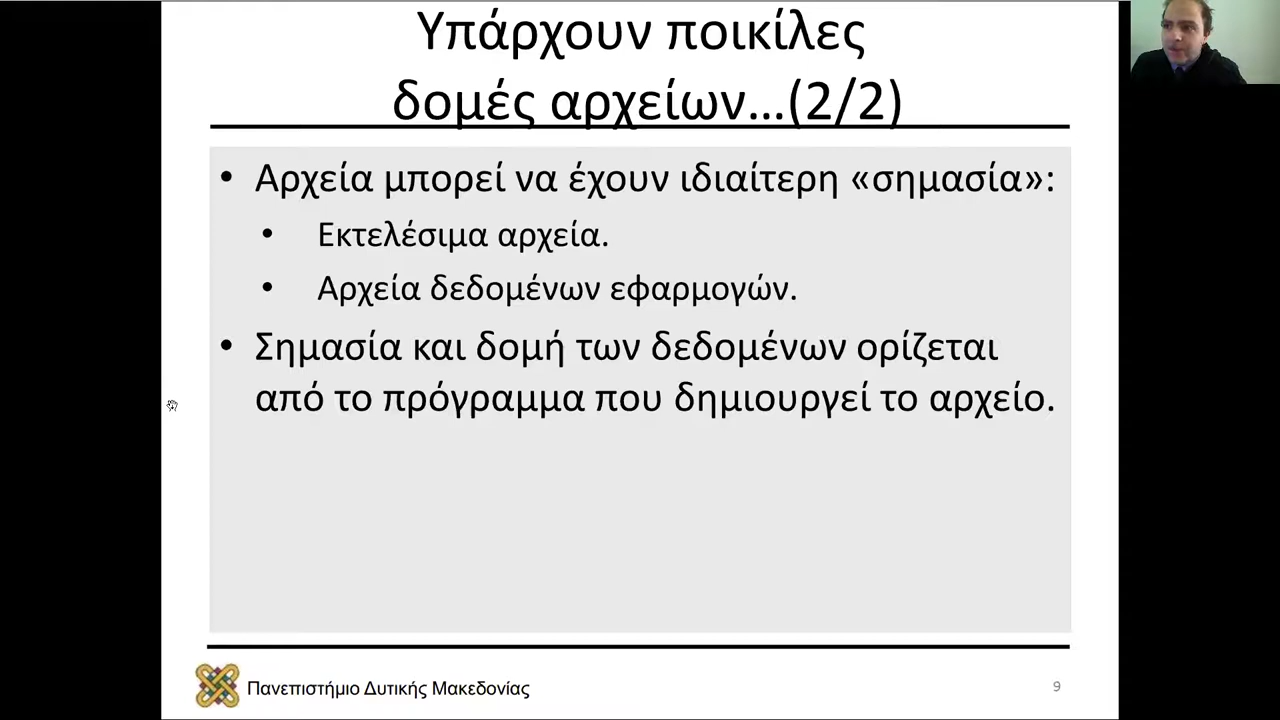 Υπάρχουν ποικίλες
δομές αρχείων...(2/2)
• Αρχεία μπορεί να έχουν ιδιαίτερη «σημασία»:
• Εκτελέσιμα αρχεία.
• Αρχεία δεδομένων εφαρμογών.
• Σημασία και δομή των δεδομένων ορίζεται
από το πρόγραμμα που δημιουργεί το αρχείο.
Πανεπιστήμιο Δυτικής Μακεδονίας
9